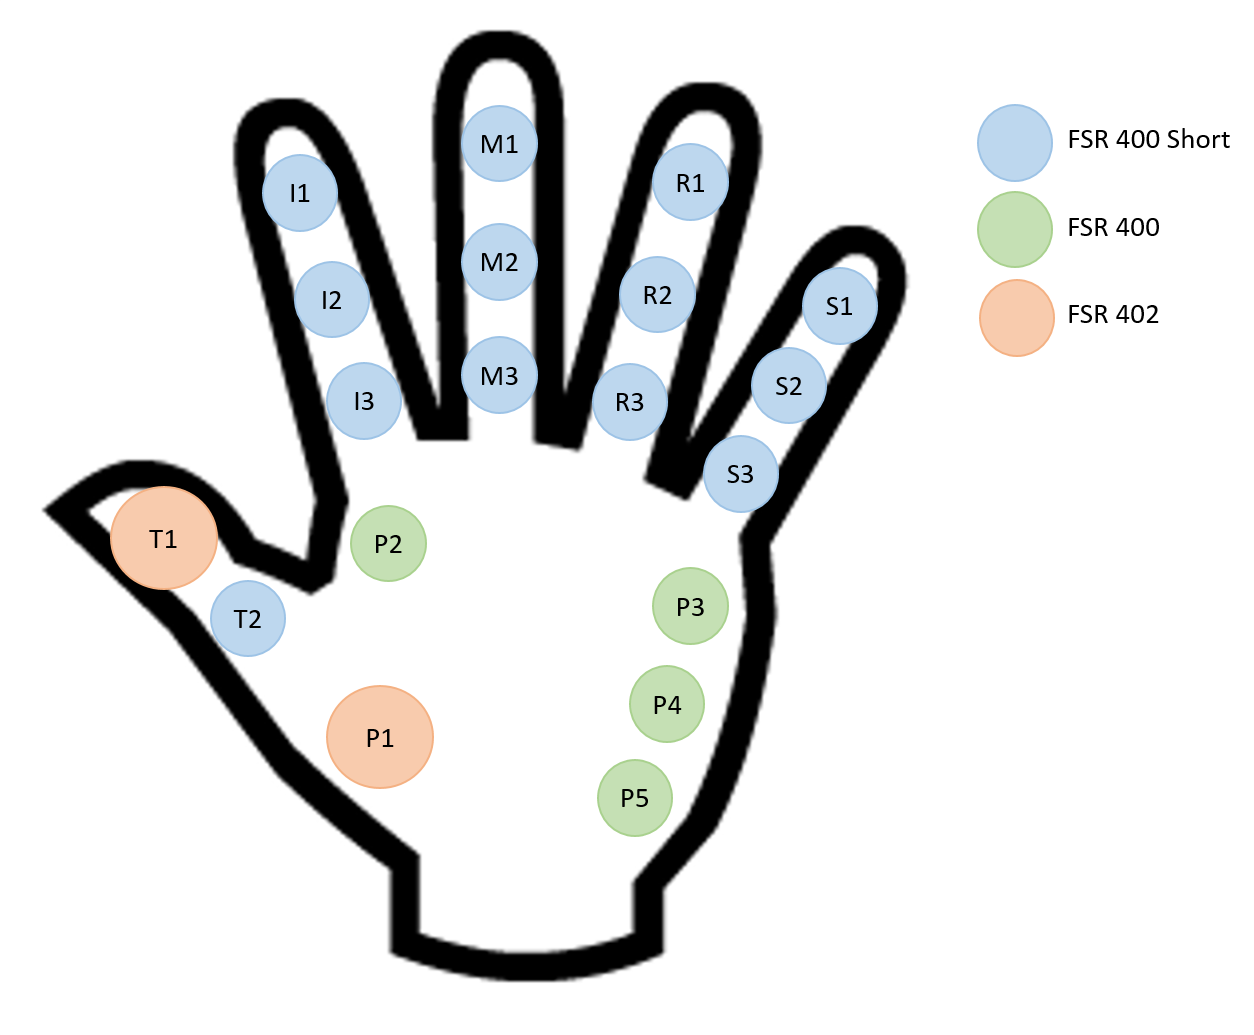 M1
I1
R1
M2
I2
R2
S1
M3
I3
R3
S2
S3
T1
P2
T2
P3
P4
P1
P5
FSR 400 Short
FSR 400
FSR 402